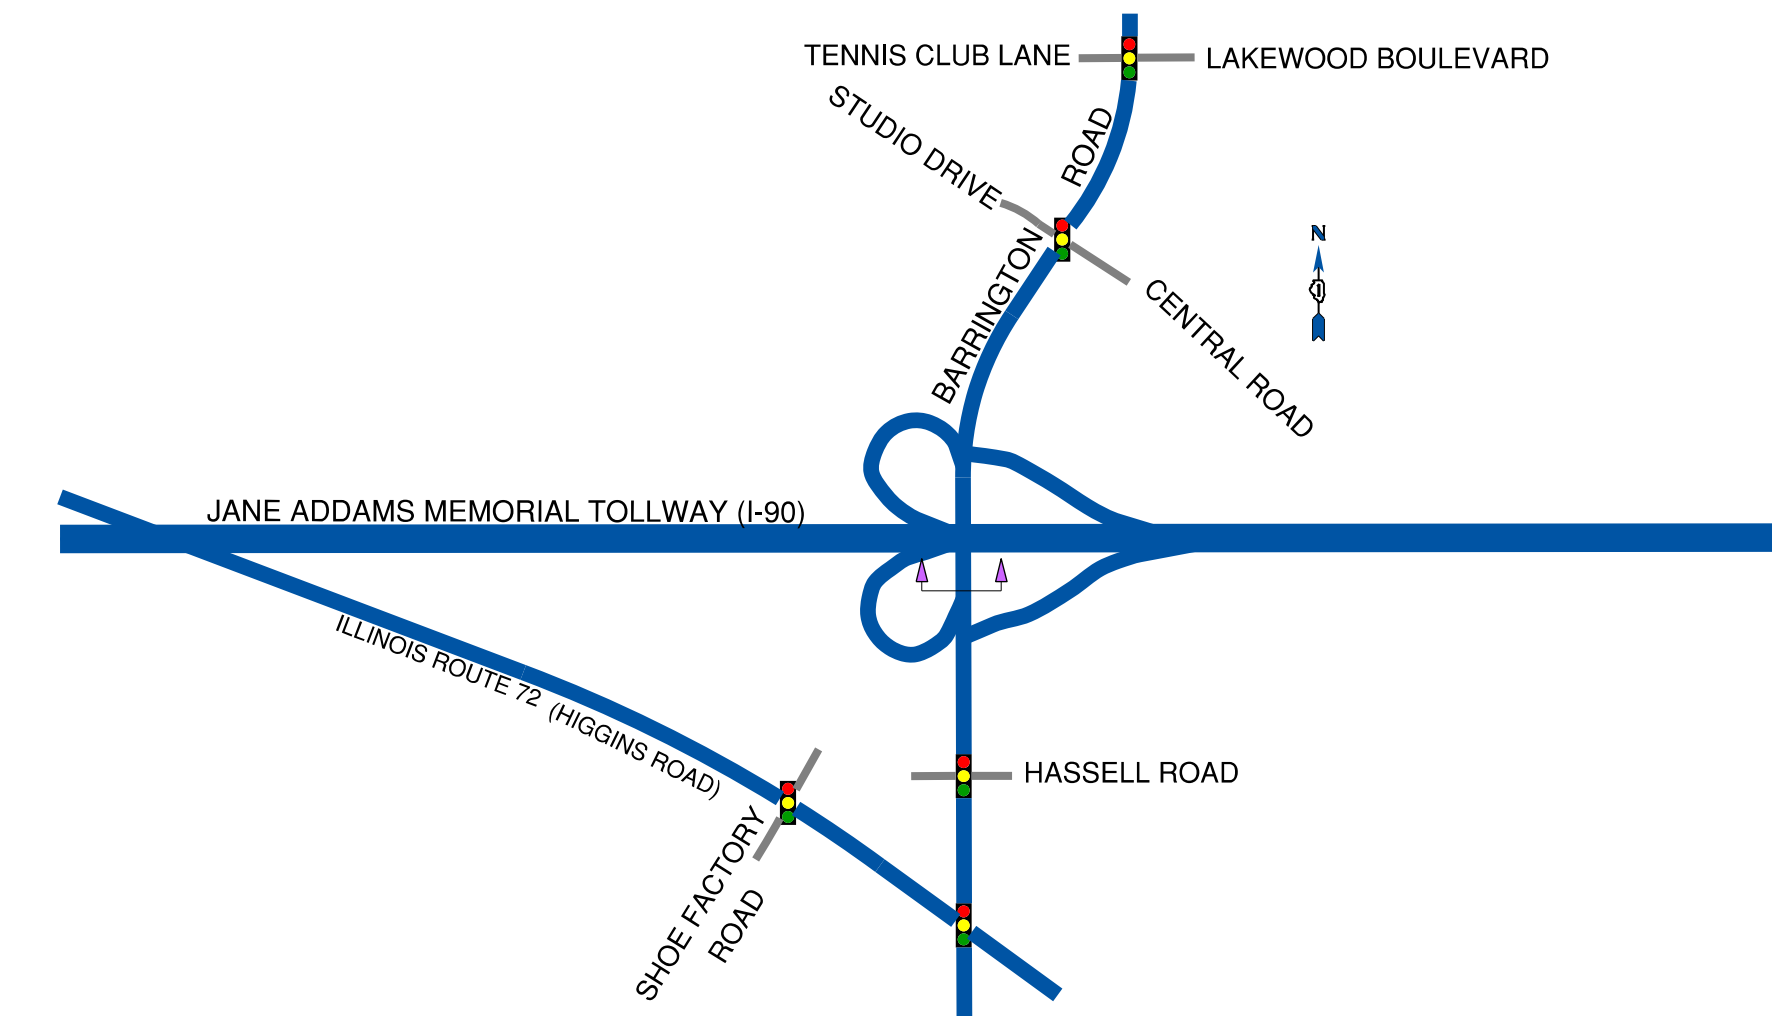 TENNIS CLUB LANE
LAKEWOOD BOULEVARD
STUDIO DRIVE
BARRINGTON
ROAD
N
CENTRAL ROAD
JANE ADDAMS MEMORIAL TOLLWAY (I-90)
ILLINOIS ROUTE 72
(HIGGINS ROAD)
HASSELL ROAD
SHOE FACTORY
ROAD